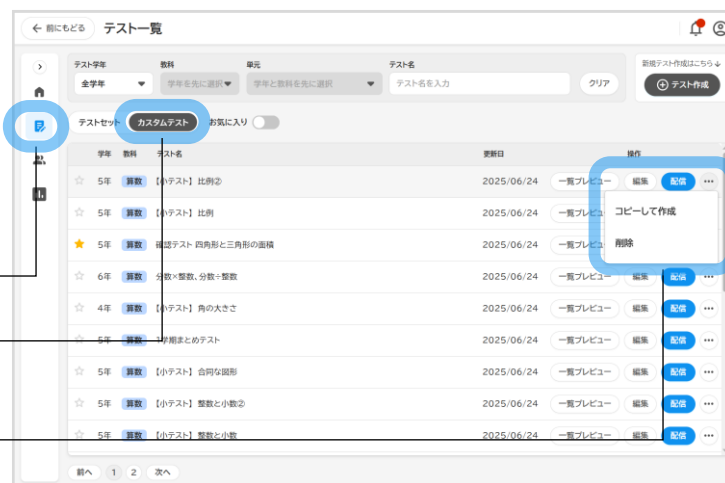 ← 前にもどる テスト一覧
テスト学年 教科 単元 テスト名 新規テスト作成はこちら↓
全学年 学年を先に選択 学年と教科を先に選択 テスト名を入力 クリア テスト作成
テストセット カスタムテスト お気に入り
学年 教科 テスト名 更新日 操作
5年 算数 【小テスト】比例② 2025/06/24 一覧プレビュー 編集 配信 …
コピーして作成
5年 算数 【小テスト】比例 2025/06/24 一覧プレビ
削除
5年 算数 確認テスト 四角形と三角形の面積 2025/06/24 一覧プレビュ
6年 算数 分数×整数、分数÷整数 2025/06/24 一覧プレビュー 編集 配信 …
4年 算数 【小テスト】角の大きさ 2025/06/24 一覧プレビュー 編集 配信 …
5年 算数 1学期まとめテスト 2025/06/24 一覧プレビュー 編集 配信 …
5年 算数 【小テスト】合同な図形 2025/06/24 一覧プレビュー 編集 配信 …
5年 算数 【小テスト】整数と小数② 2025/06/24 一覧プレビュー 編集 配信 …
5年 算数 【小テスト】整数と小数 2025/06/24 一覧プレビュー 編集 配信 …
前へ 1 2 次へ